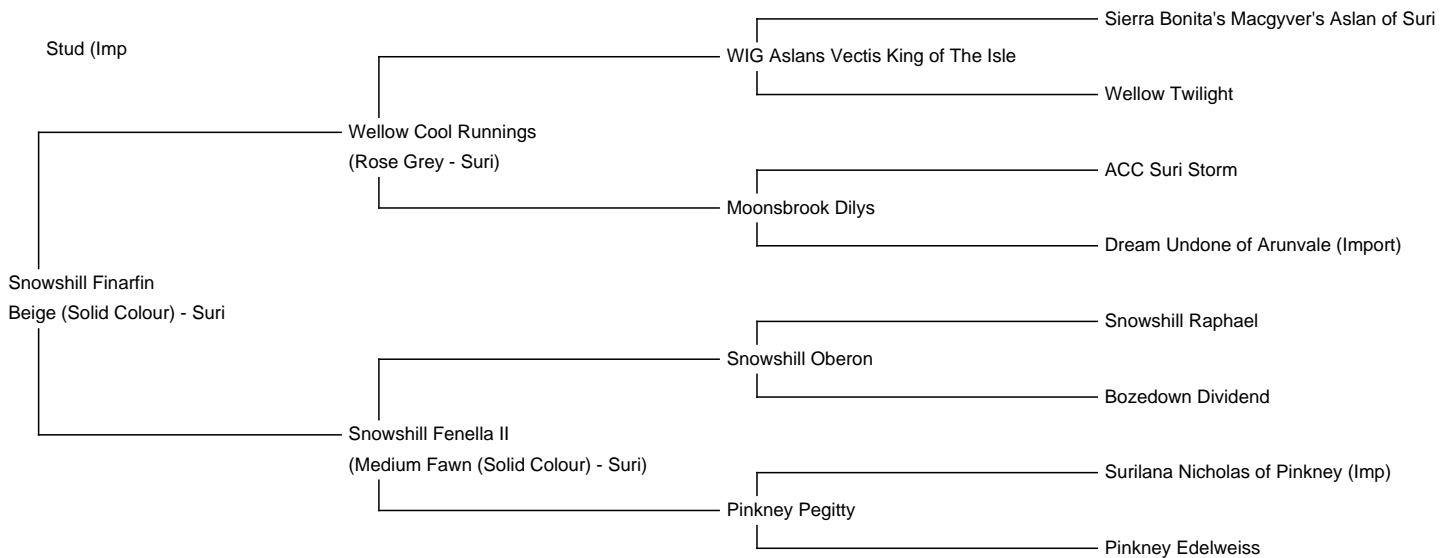 Sierra Bonita's Macgyver's Aslan of Suri
Stud (Imp
WIG Aslans Vectis King of The Isle
Wellow Twilight
Wellow Cool Runnings
(Rose Grey - Suri)
ACC Suri Storm
Moonsbrook Dilys
Dream Undone of Arunvale (Import)
Snowshill Finarfin
Beige (Solid Colour) - Suri
Snowshill Raphael
Snowshill Oberon
Bozedown Dividend
Snowshill Fenella II
(Medium Fawn (Solid Colour) - Suri)
Surilana Nicholas of Pinkney (Imp)
Pinkney Pegitty
Pinkney Edelweiss